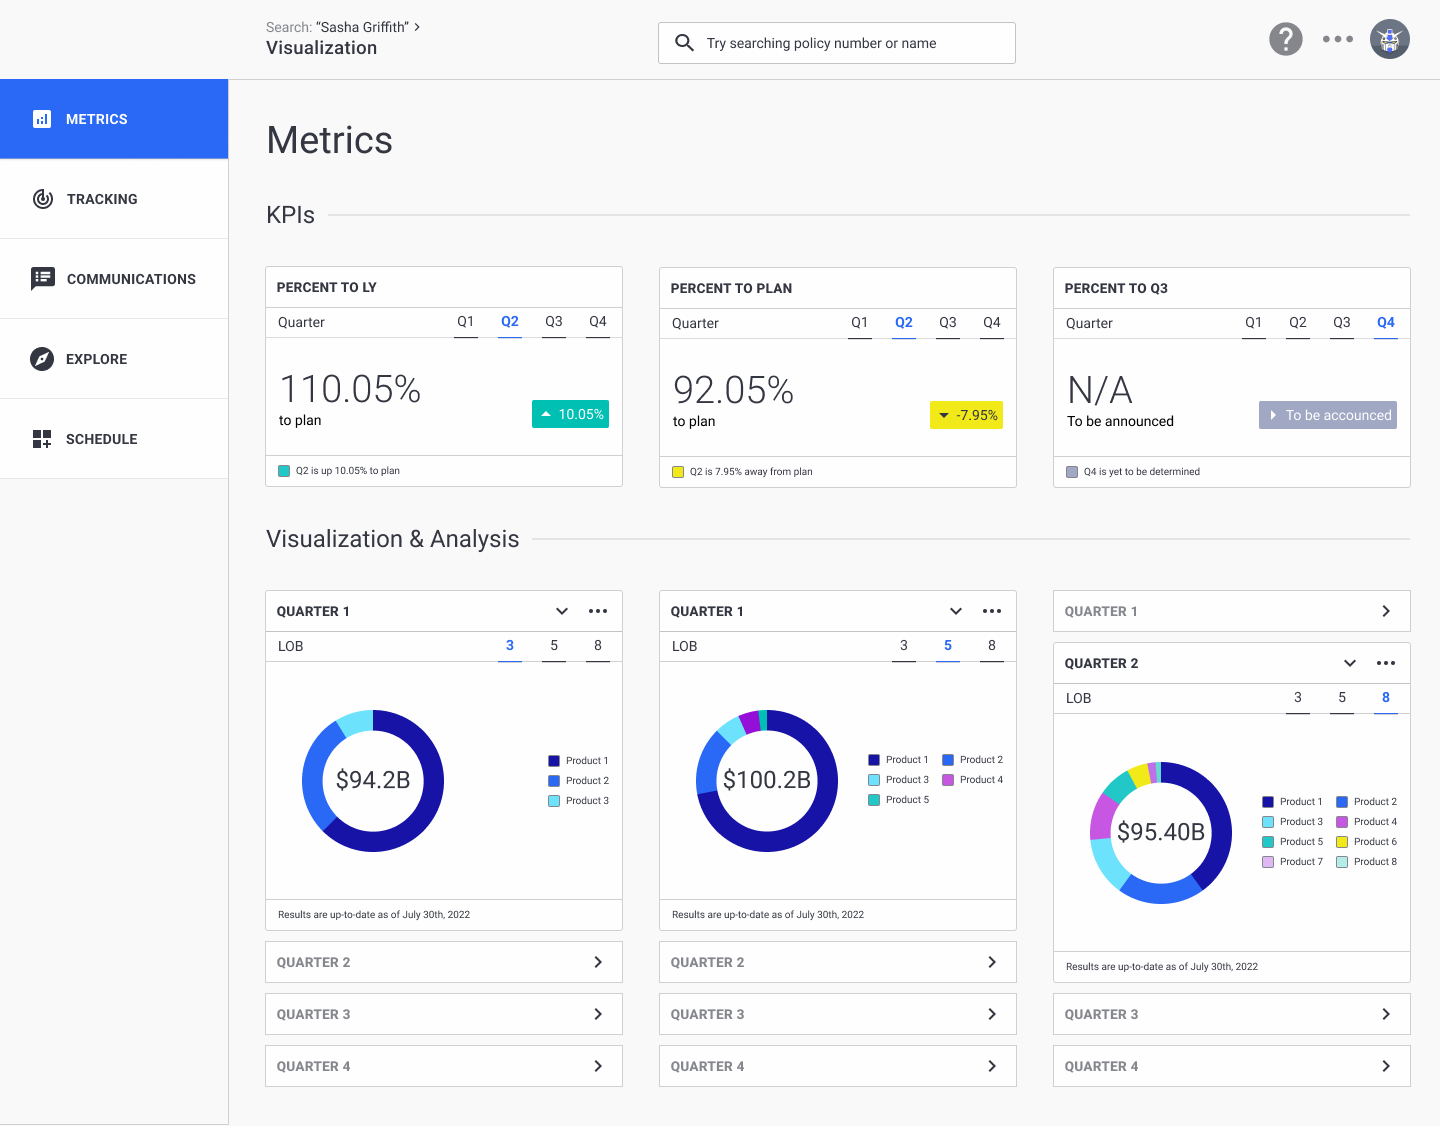 Search: “Sasha Griffith”
Visualization
Try searching policy number or name
?
METRICS
TRACKING
COMMUNICATIONS
EXPLORE
SCHEDULE
Metrics
KPIs
PERCENT TO LY
Quarter Q1 Q2 Q3 Q4
110.05%
to plan
10.05%
Q2 is up 10.05% to plan
PERCENT TO PLAN
Quarter Q1 Q2 Q3 Q4
92.05%
to plan
-7.95%
Q2 is 7.95% away from plan
PERCENT TO Q3
Quarter Q1 Q2 Q3 Q4
N/A
To be announced
To be accounced
Q4 is yet to be determined
Visualization & Analysis
QUARTER 1
LOB 3 5 8
$94.2B
Product 1
Product 2
Product 3
Results are up-to-date as of July 30th, 2022
QUARTER 2
QUARTER 3
QUARTER 4
QUARTER 1
LOB 3 5 8
$100.2B
Product 1 Product 2
Product 3 Product 4
Product 5
Results are up-to-date as of July 30th, 2022
QUARTER 2
QUARTER 3
QUARTER 4
QUARTER 1
QUARTER 2
LOB 3 5 8
$95.40B
Product 1 Product 2
Product 3 Product 4
Product 5 Product 6
Product 7 Product 8
Results are up-to-date as of July 30th, 2022
QUARTER 3
QUARTER 4